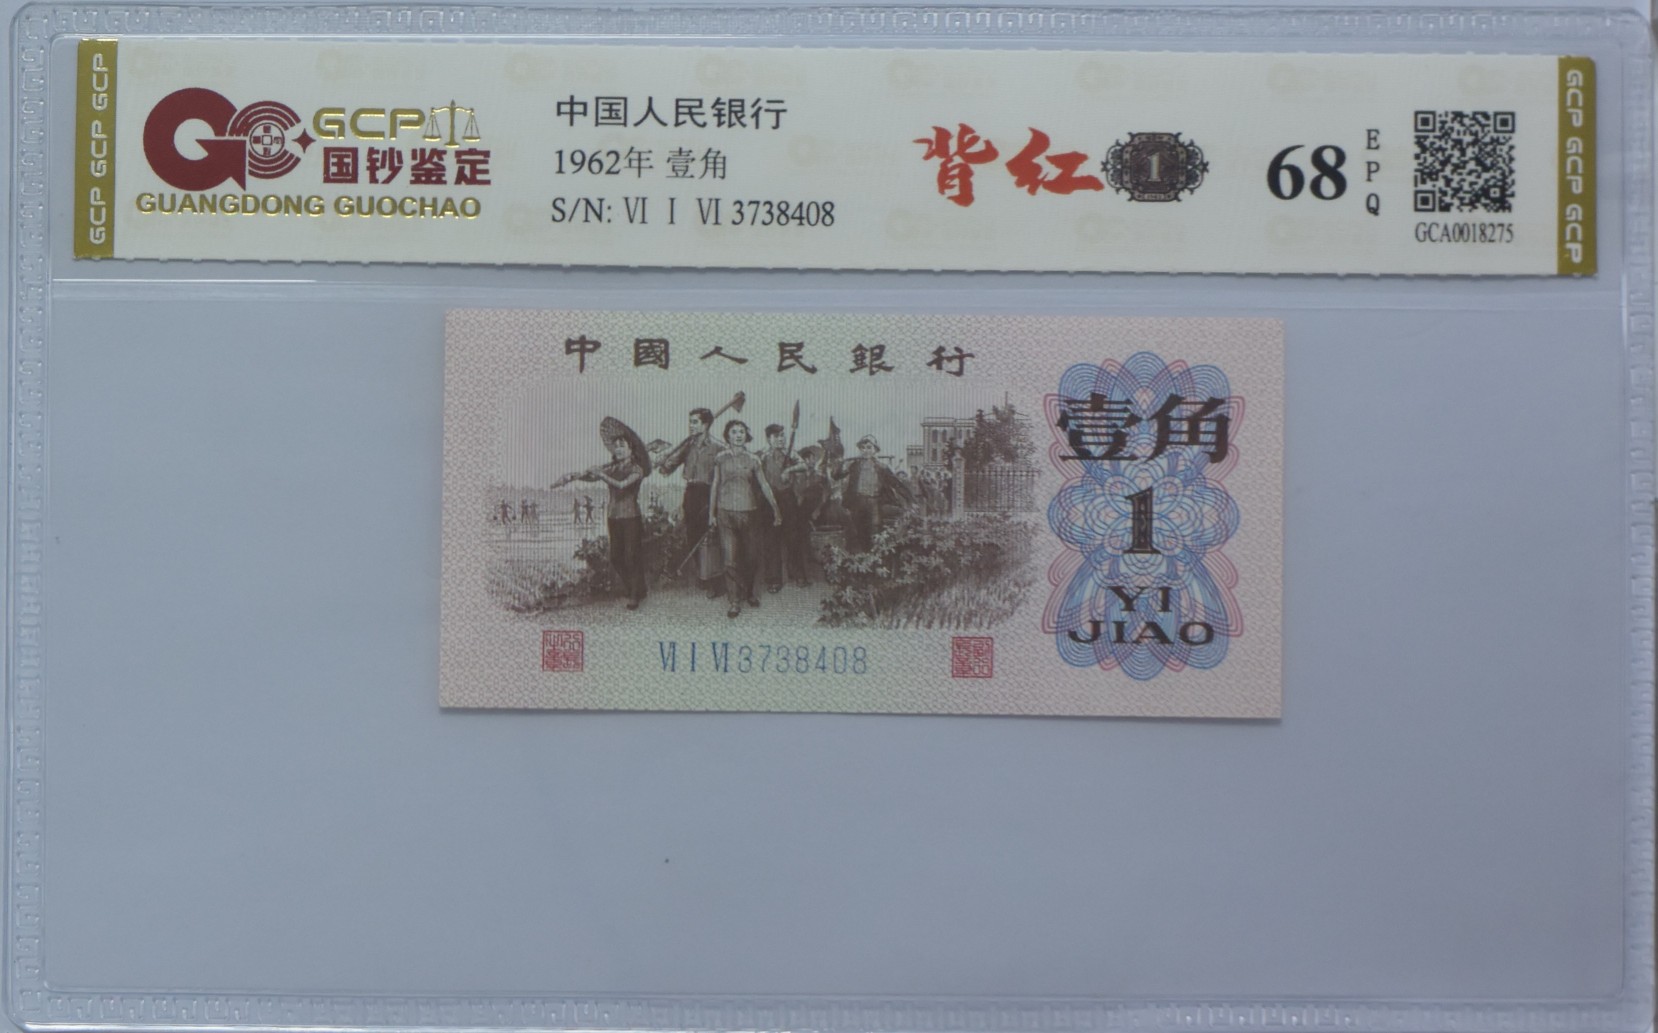 GCP GCP GCP
GCP
国钞鉴定
GUANGDONG GUOCHAO
中国人民银行
1962年 壹角
S/N: Ⅵ Ⅰ Ⅵ 3738408
背红
1
68
EPQ
GCA0018275
GCP GCP GCP
中國人民銀行
壹角
1
YI
JIAO
Ⅵ Ⅰ Ⅵ 3738408